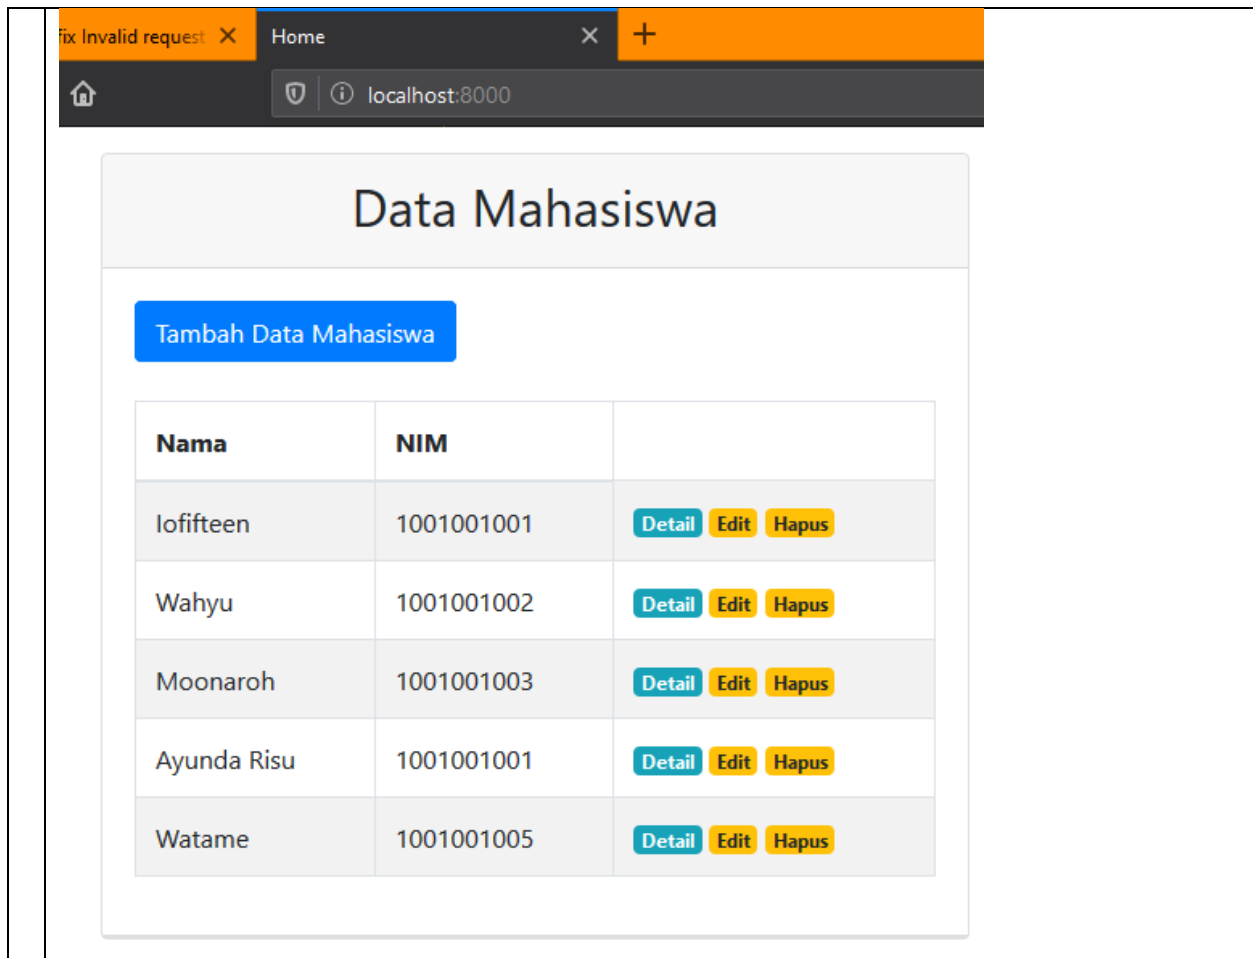 fix Invalid request
Home
localhost:8000
Data Mahasiswa
Tambah Data Mahasiswa
Nama NIM
Iofifteen 1001001001 Detail Edit Hapus
Wahyu 1001001002 Detail Edit Hapus
Moonaroh 1001001003 Detail Edit Hapus
Ayunda Risu 1001001001 Detail Edit Hapus
Watame 1001001005 Detail Edit Hapus